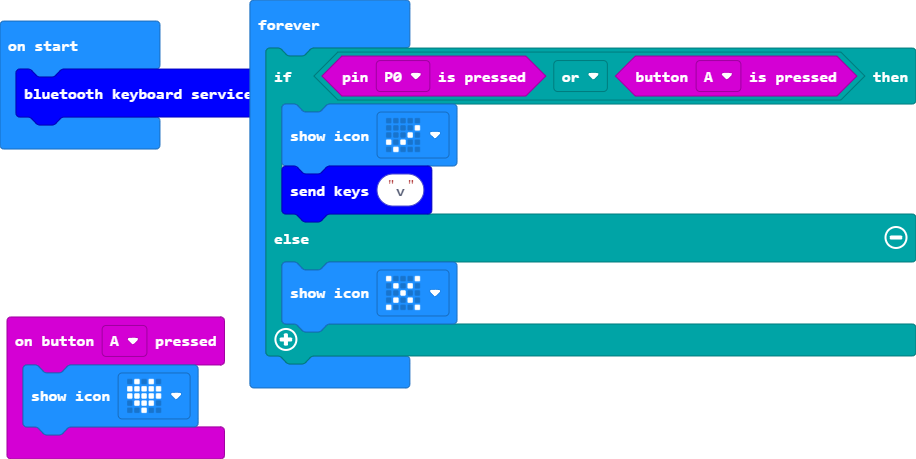 on start
bluetooth keyboard service
forever
if pin P0 is pressed or button A is pressed then
show icon
send keys "v"
else
show icon
on button A pressed
show icon